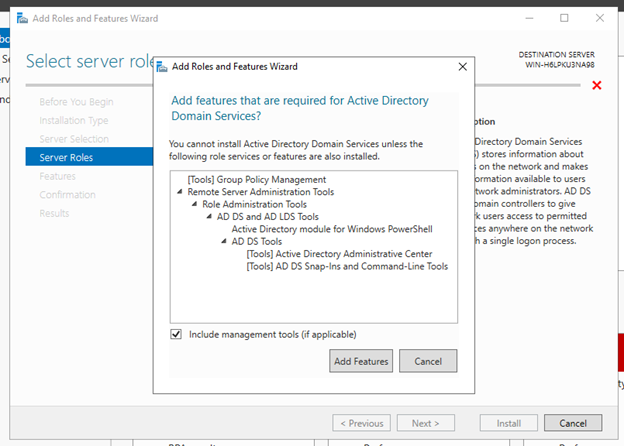 Add Roles and Features Wizard
Select server role
DESTINATION SERVER
WIN-H6LPKU3NA98
Before You Begin
Installation Type
Server Selection
Server Roles
Features
Confirmation
Results
Add Roles and Features Wizard
Add features that are required for Active Directory
Domain Services?
You cannot install Active Directory Domain Services unless the
following role services or features are also installed.
[Tools] Group Policy Management
Remote Server Administration Tools
Role Administration Tools
AD DS and AD LDS Tools
Active Directory module for Windows PowerShell
AD DS Tools
[Tools] Active Directory Administrative Center
[Tools] AD DS Snap-Ins and Command-Line Tools
Include management tools (if applicable)
Add Features
Cancel
ption
Directory Domain Services
) stores information about
s on the network and makes
ormation available to users
twork administrators. AD DS
omain controllers to give
rk users access to permitted
ces anywhere on the network
h a single logon process.
< Previous
Next >
Install
Cancel